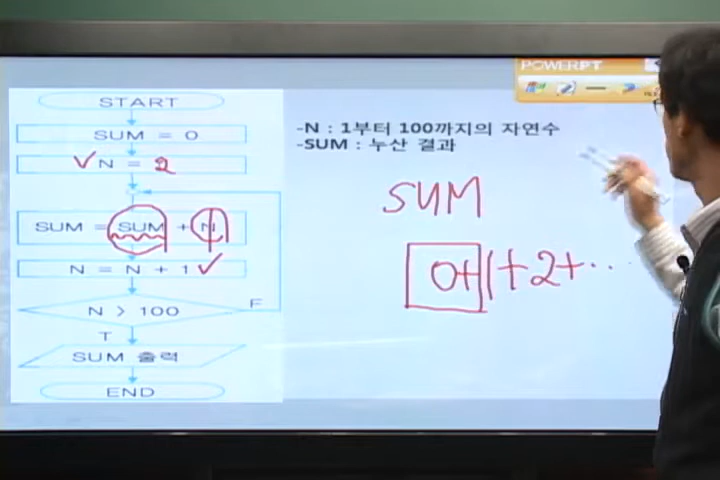 POWERPT
START
SUM = 0
✓ N = 2
SUM = SUM + N
N = N + 1 ✓
N > 100
F
T
SUM 출력
END
-N : 1부터 100까지의 자연수
-SUM : 누산 결과
SUM
0+1+2+...